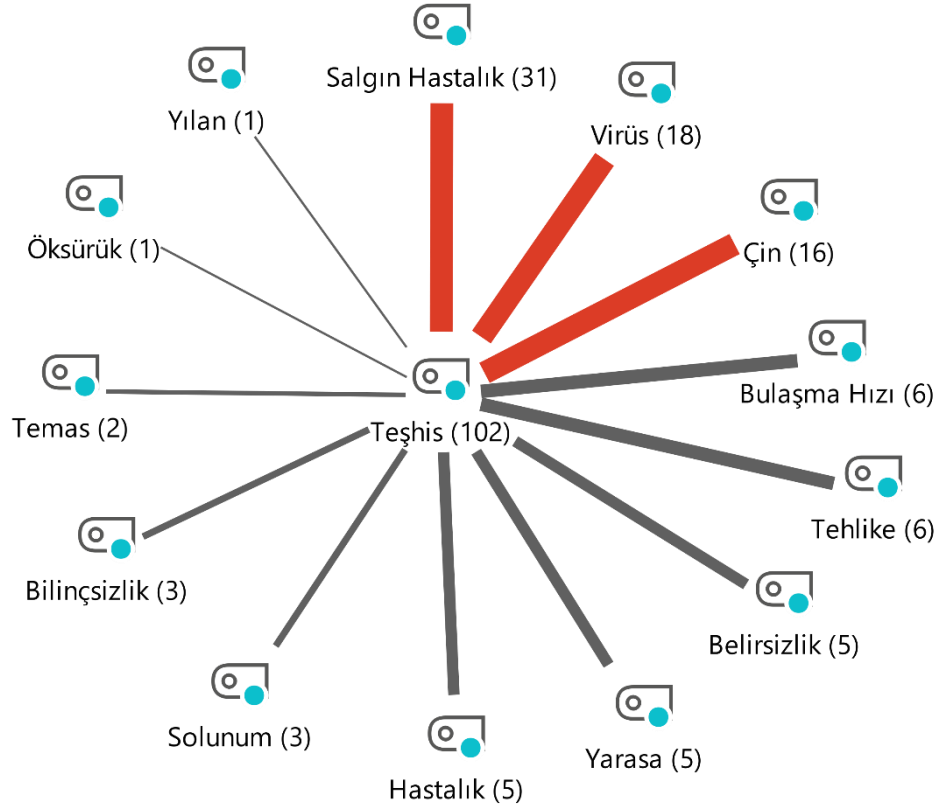 Salgın Hastalık (31)
Yılan (1)
Virüs (18)
Öksürük (1)
Çin (16)
Bulaşma Hızı (6)
Temas (2)
Teşhis (102)
Tehlike (6)
Bilinçsizlik (3)
Belirsizlik (5)
Solunum (3)
Yarasa (5)
Hastalık (5)